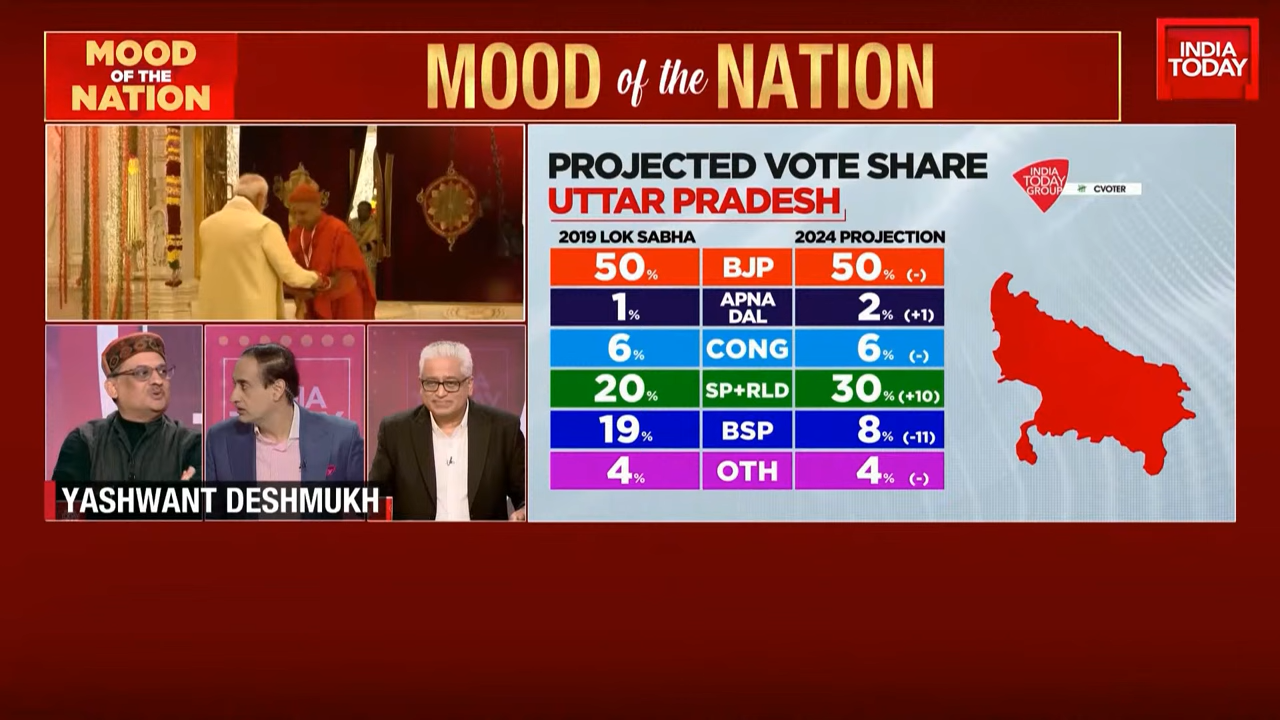 MOOD
OF THE
NATION
MOOD of the NATION
INDIA
TODAY
PROJECTED VOTE SHARE
UTTAR PRADESH
INDIA
TODAY
GROUP
CVOTER
2019 LOK SABHA 2024 PROJECTION
50% BJP 50% (-)
1% APNA DAL 2% (+1)
6% CONG 6% (-)
20% SP+RLD 30% (+10)
19% BSP 8% (-11)
4% OTH 4% (-)
YASHWANT DESHMUKH